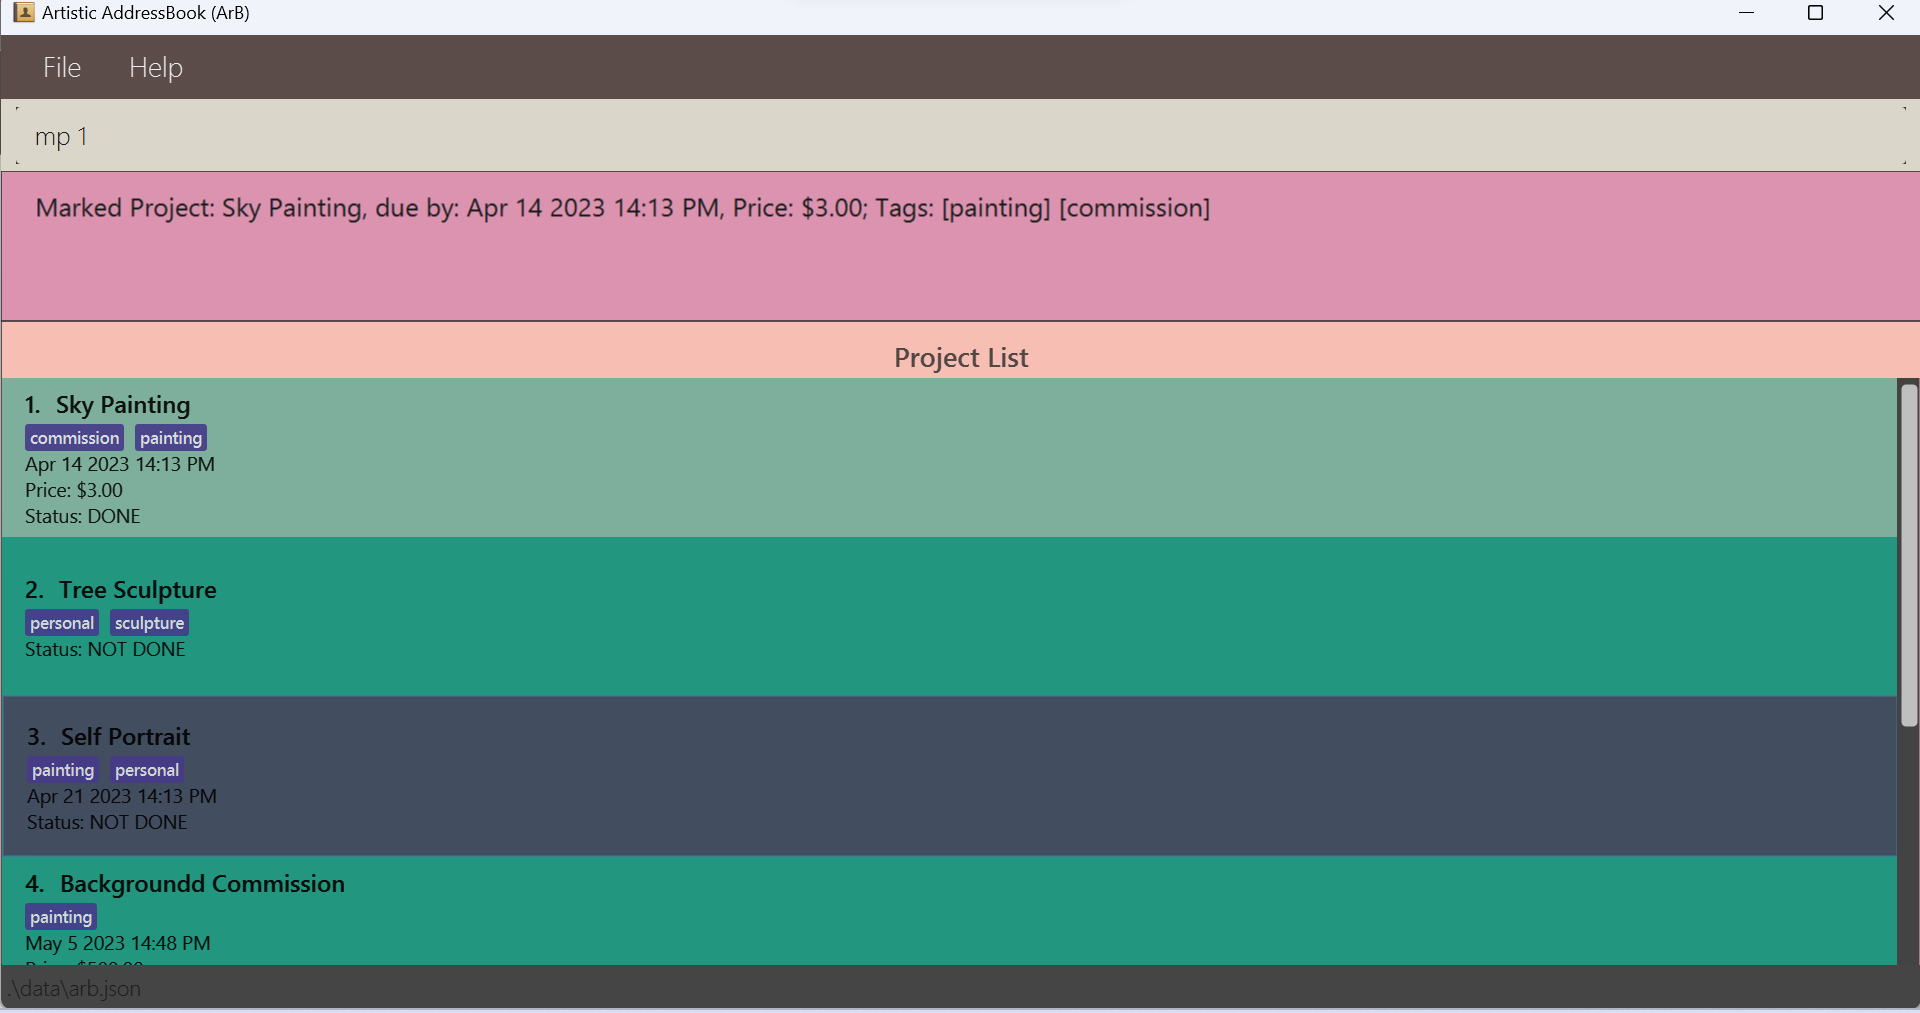 Artistic AddressBook (ArB)
File Help
mp 1
Marked Project: Sky Painting, due by: Apr 14 2023 14:13 PM, Price: $3.00; Tags: [painting] [commission]
Project List
1. Sky Painting
commission painting
Apr 14 2023 14:13 PM
Price: $3.00
Status: DONE
2. Tree Sculpture
personal sculpture
Status: NOT DONE
3. Self Portrait
painting personal
Apr 21 2023 14:13 PM
Status: NOT DONE
4. Backgroundd Commission
painting
May 5 2023 14:48 PM
.\data\arb.json